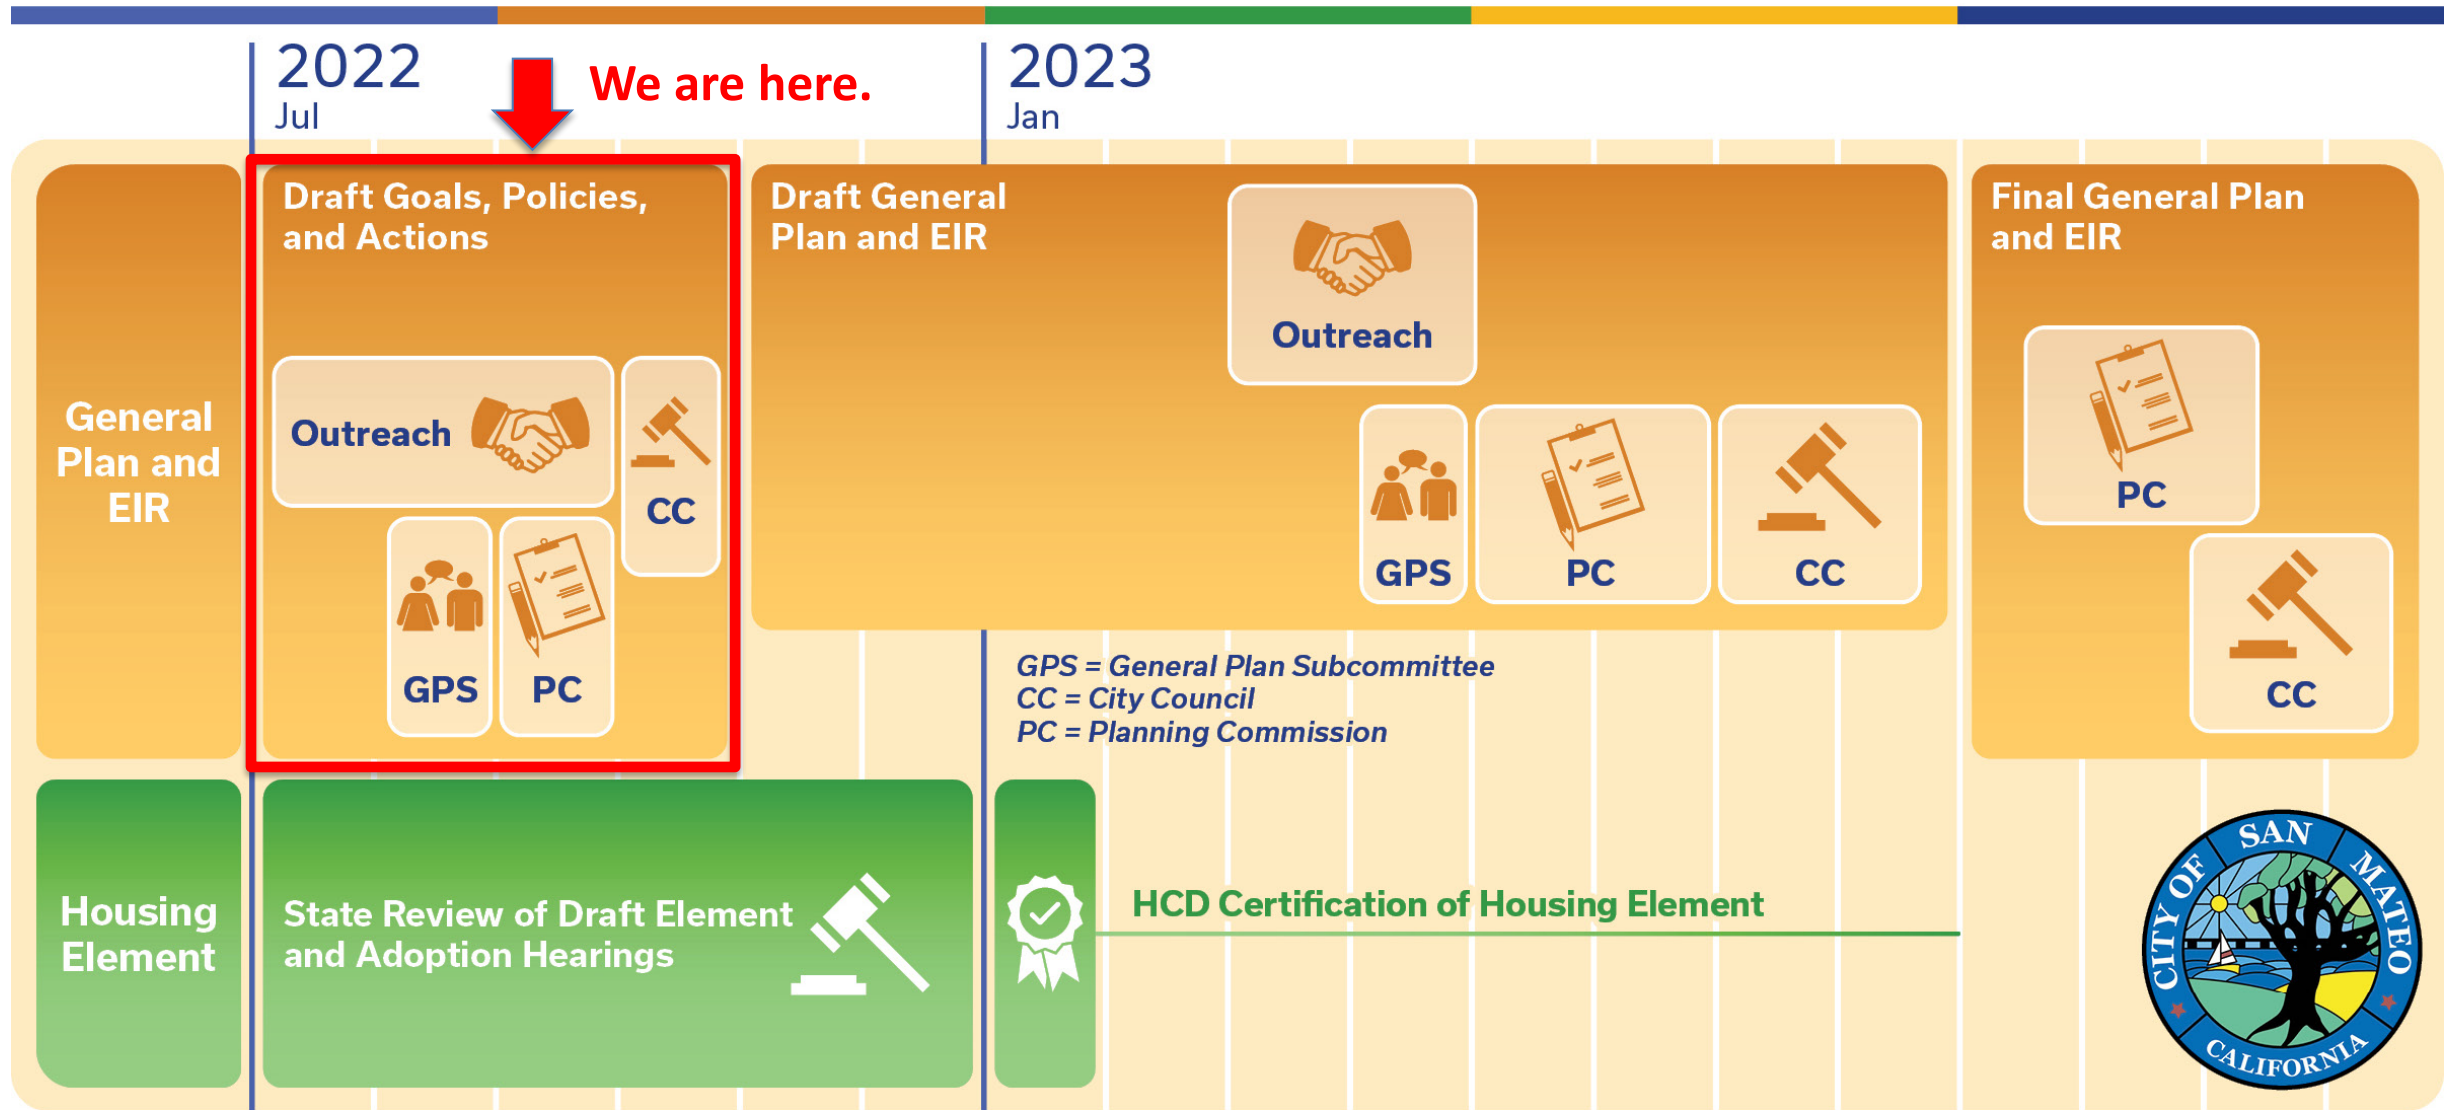 2022
Jul
We are here.
2023
Jan
General
Plan and
EIR
Draft Goals, Policies,
and Actions
Outreach
CC
GPS
PC
Draft General
Plan and EIR
Outreach
GPS
PC
CC
Final General Plan
and EIR
PC
CC
GPS = General Plan Subcommittee
CC = City Council
PC = Planning Commission
Housing
Element
State Review of Draft Element
and Adoption Hearings
HCD Certification of Housing Element
CITY OF SAN MATEO
CALIFORNIA